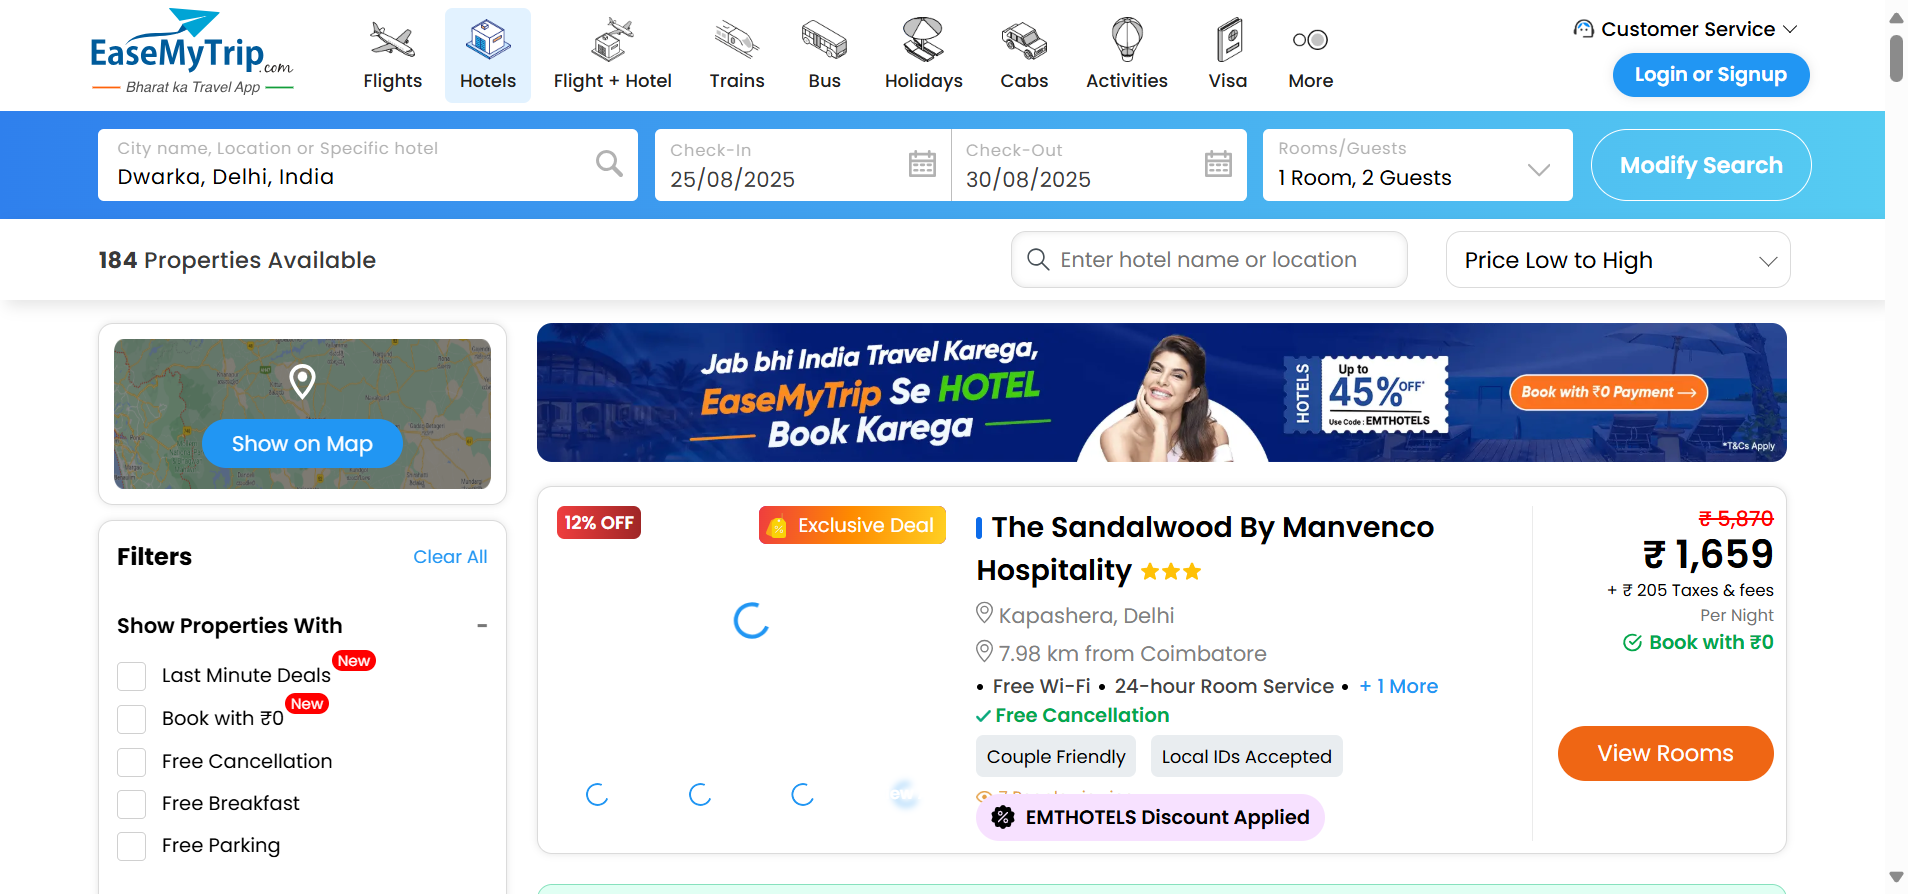 EaseMyTrip.com
Bharat ka Travel App
Flights
Hotels
Flight + Hotel
Trains
Bus
Holidays
Cabs
Activities
Visa
More
Customer Service
Login or Signup
City name, Location or Specific hotel
Dwarka, Delhi, India
Check-In
25/08/2025
Check-Out
30/08/2025
Rooms/Guests
1 Room, 2 Guests
Modify Search
184 Properties Available
Enter hotel name or location
Price Low to High
Show on Map
Jab bhi India Travel Karega,
EaseMyTrip Se HOTEL
Book Karega
HOTELS
Up to
45% OFF*
Use Code : EMTHOTELS
Book with ₹0 Payment
*T&Cs Apply
Filters
Clear All
Show Properties With
Last Minute Deals
New
Book with ₹0
New
Free Cancellation
Free Breakfast
Free Parking
12% OFF
Exclusive Deal
The Sandalwood By Manvenco
Hospitality
Kapashera, Delhi
7.98 km from Coimbatore
• Free Wi-Fi • 24-hour Room Service • + 1 More
Free Cancellation
Couple Friendly
Local IDs Accepted
EMTHOTELS Discount Applied
₹ 5,870
₹ 1,659
+ ₹ 205 Taxes & fees
Per Night
Book with ₹0
View Rooms